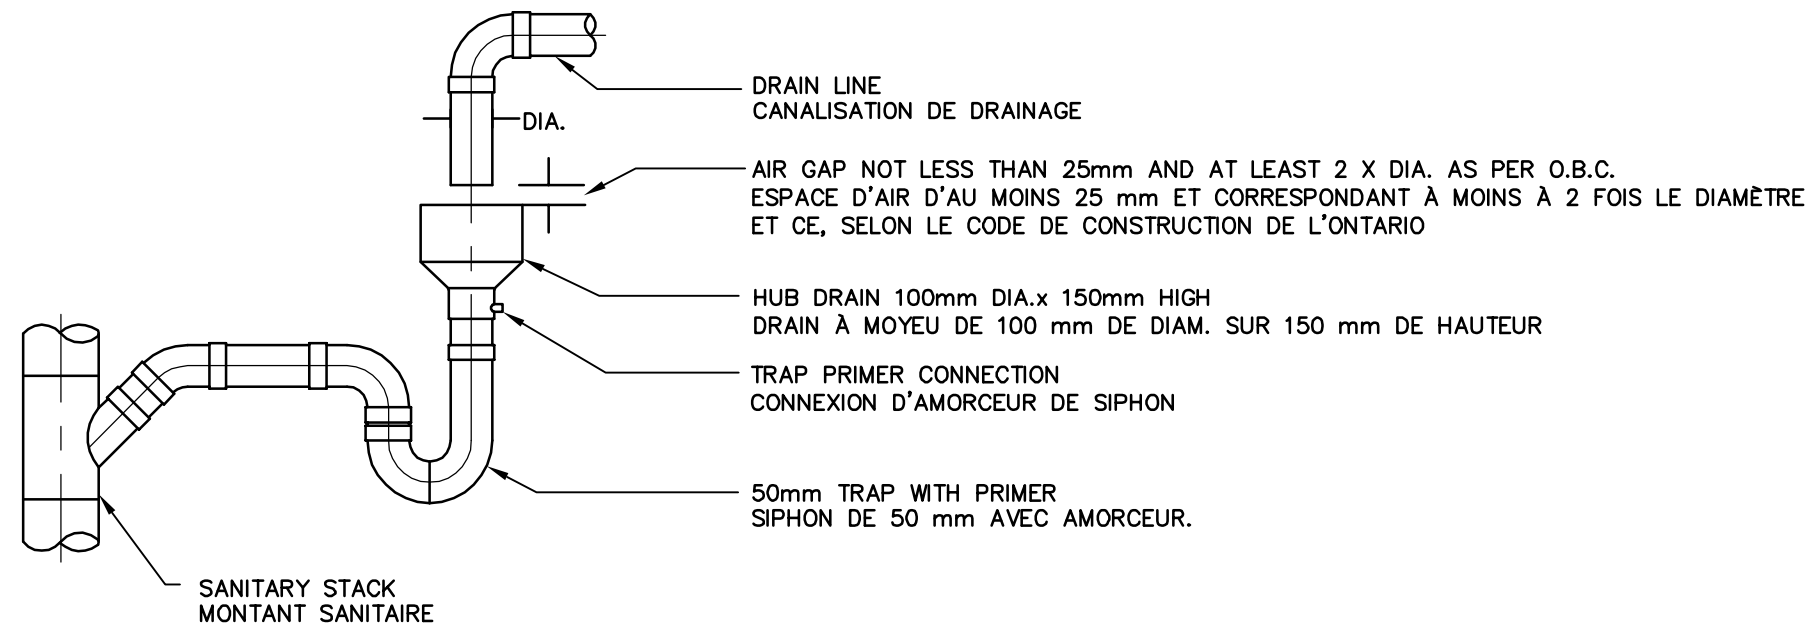 DRAIN LINE
CANALISATION DE DRAINAGE
DIA.
AIR GAP NOT LESS THAN 25mm AND AT LEAST 2 X DIA. AS PER O.B.C.
ESPACE D'AIR D'AU MOINS 25 mm ET CORRESPONDANT À MOINS À 2 FOIS LE DIAMÈTRE
ET CE, SELON LE CODE DE CONSTRUCTION DE L'ONTARIO
HUB DRAIN 100mm DIA.x 150mm HIGH
DRAIN À MOYEU DE 100 mm DE DIAM. SUR 150 mm DE HAUTEUR
TRAP PRIMER CONNECTION
CONNEXION D'AMORCEUR DE SIPHON
50mm TRAP WITH PRIMER
SIPHON DE 50 mm AVEC AMORCEUR.
SANITARY STACK
MONTANT SANITAIRE